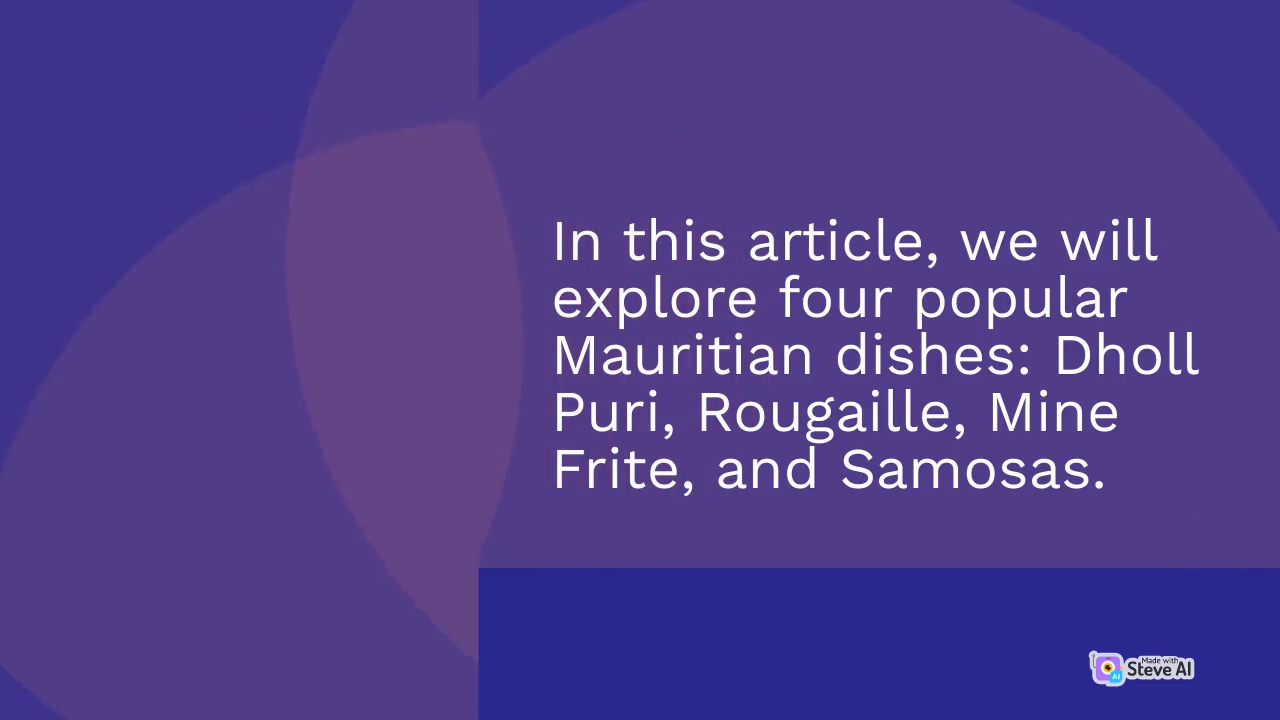 In this article, we will
explore four popular
Mauritian dishes: Dholl
Puri, Rougaille, Mine
Frite, and Samosas.
Made with
Steve AI
AI